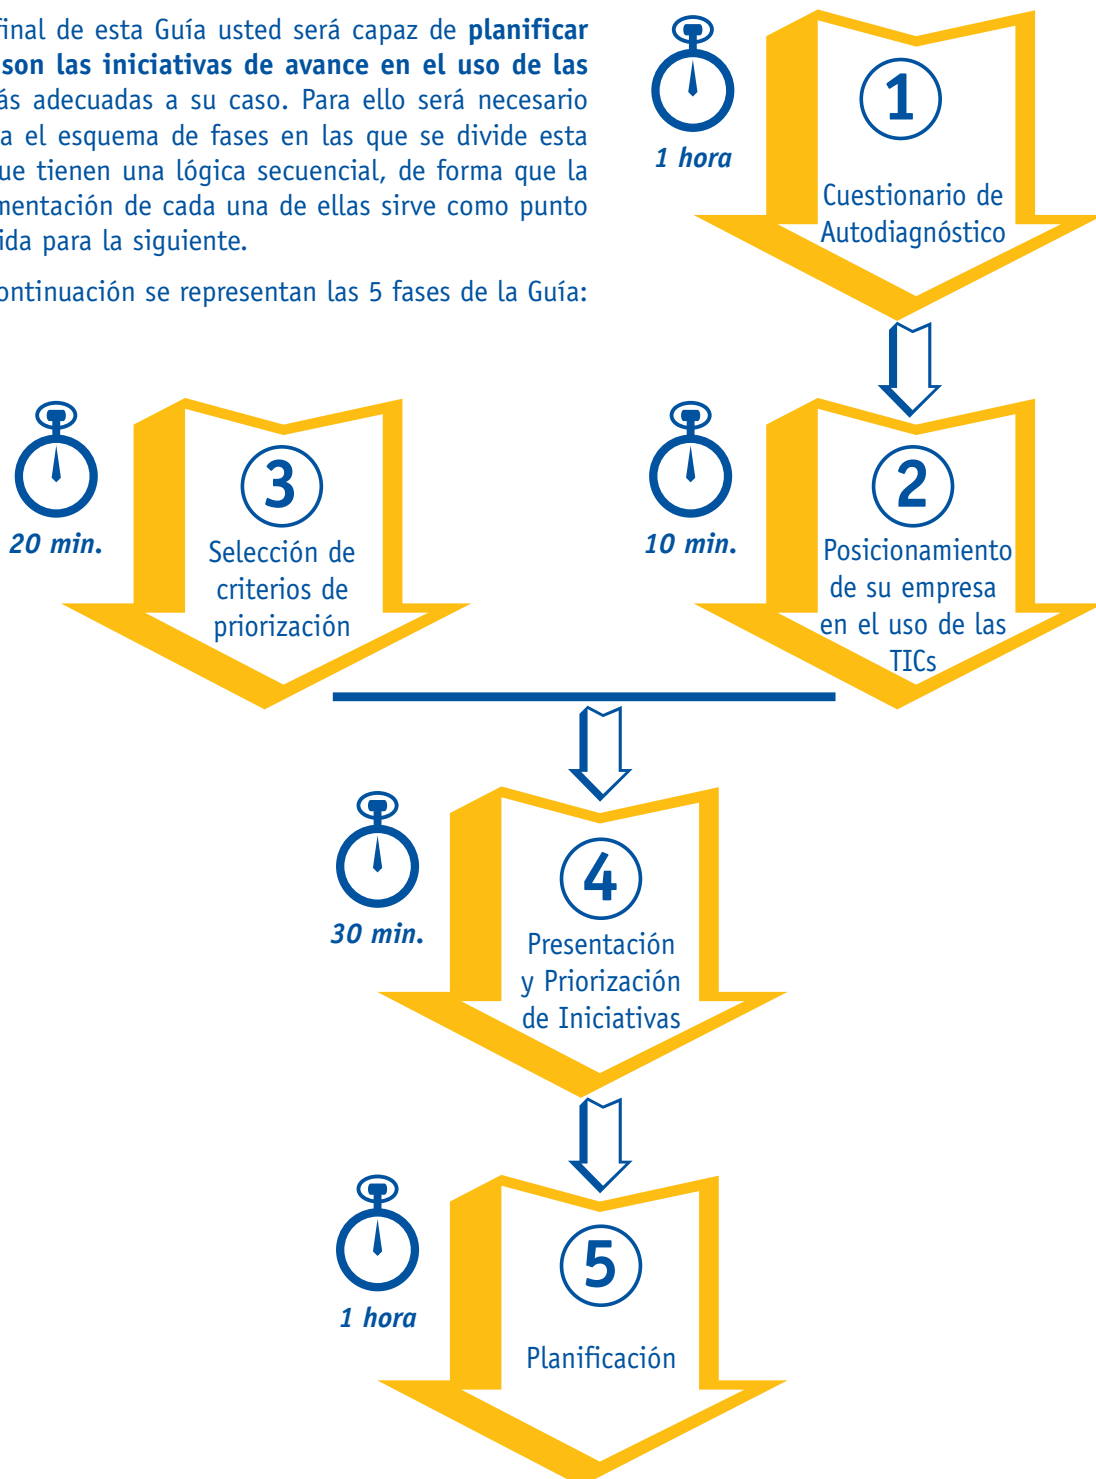 final de esta Guía usted será capaz de planificar
son las iniciativas de avance en el uso de las
ás adecuadas a su caso. Para ello será necesario
a el esquema de fases en las que se divide esta
ue tienen una lógica secuencial, de forma que la
mentación de cada una de ellas sirve como punto
ida para la siguiente.
ontinuación se representan las 5 fases de la Guía:
1 hora
1
Cuestionario de
Autodiagnóstico
20 min.
3
Selección de
criterios de
priorización
10 min.
2
Posicionamiento
de su empresa
en el uso de las
TICs
30 min.
4
Presentación
y Priorización
de Iniciativas
1 hora
5
Planificación